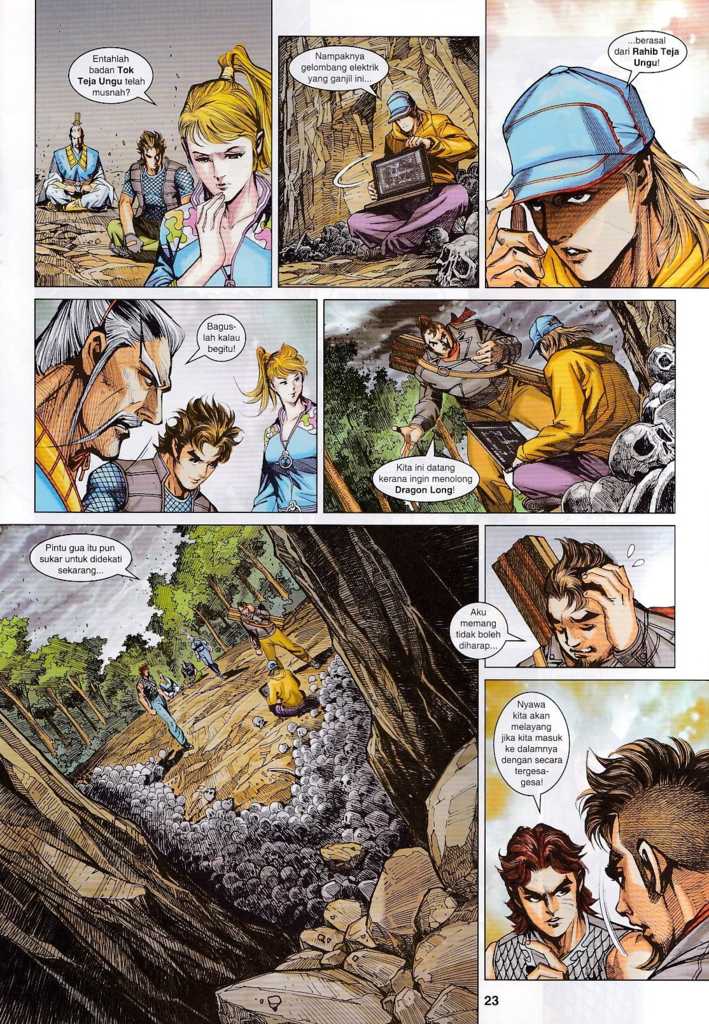 Entahlah
badan Tok
Teja Ungu telah
musnah?
Nampaknya
gelombang elektrik
yang ganjil ini...
...berasal
dari Rahib Teja
Ungu!
Bagus-
lah kalau
begitu!
Kita ini datang
kerana ingin menolong
Dragon Long!
Pintu gua itu pun
sukar untuk didekati
sekarang...
Aku
memang
tidak boleh
diharap...
Nyawa
kita akan
melayang
jika kita masuk
ke dalamnya
dengan secara
tergesa-
gesa!
23